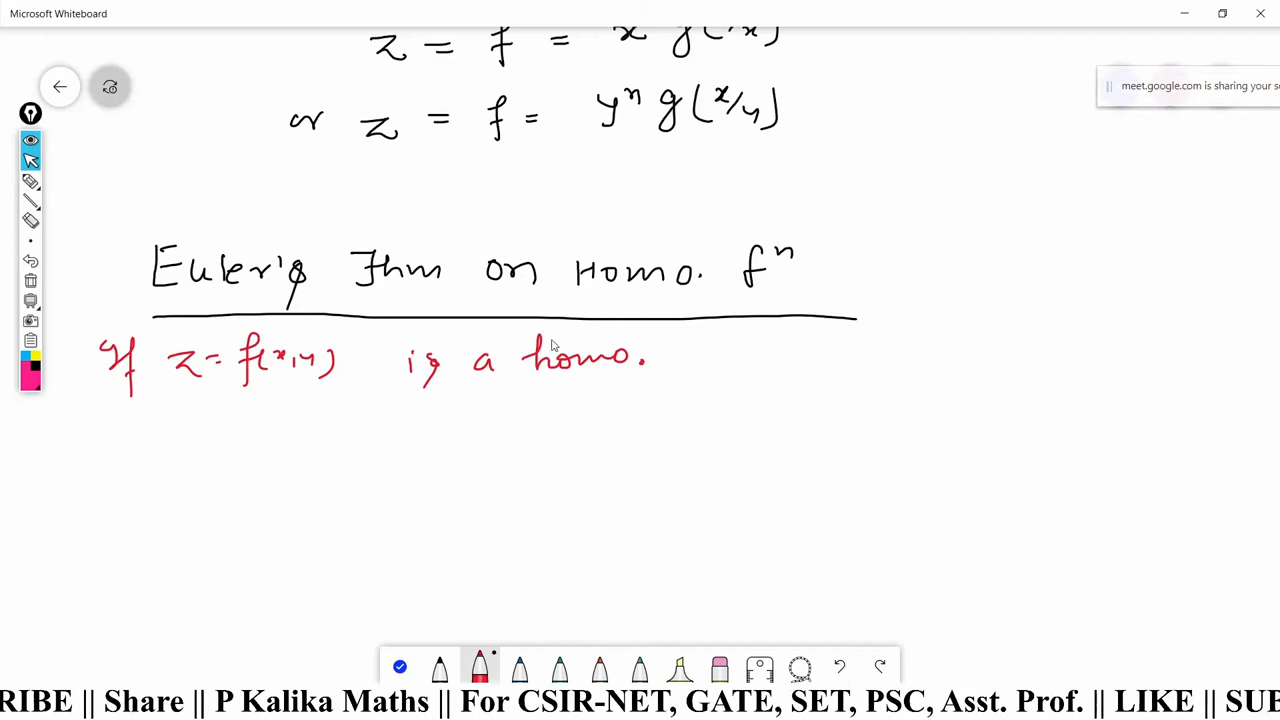 Microsoft Whiteboard
z = f =
meet.google.com is sharing your s
or z = f = yⁿ g(x/y)
Euler's Thm on Homo. fⁿ
If z = f(x,y) is a homo.
RIBE || Share || P Kalika Maths || For CSIR-NET, GATE, SET, PSC, Asst. Prof. || LIKE || SUB